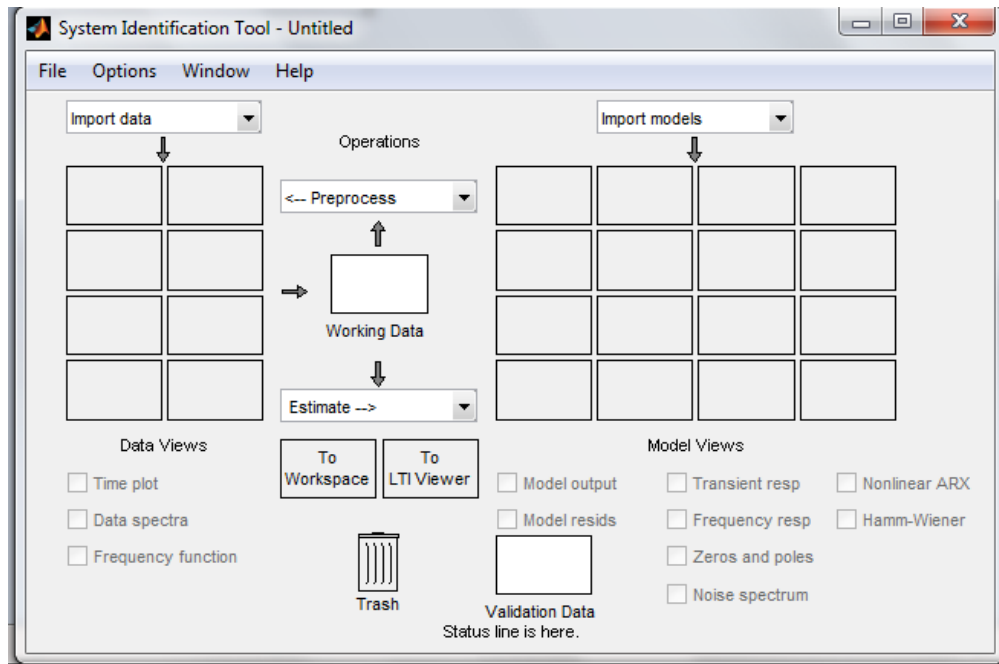 System Identification Tool - Untitled
File Options Window Help
Import data
Operations
Import models
<-- Preprocess
Working Data
Estimate -->
Data Views
To Workspace
To LTI Viewer
Model Views
Time plot
Data spectra
Frequency function
Model output
Model resids
Transient resp
Frequency resp
Zeros and poles
Noise spectrum
Nonlinear ARX
Hamm-Wiener
Trash
Validation Data
Status line is here.